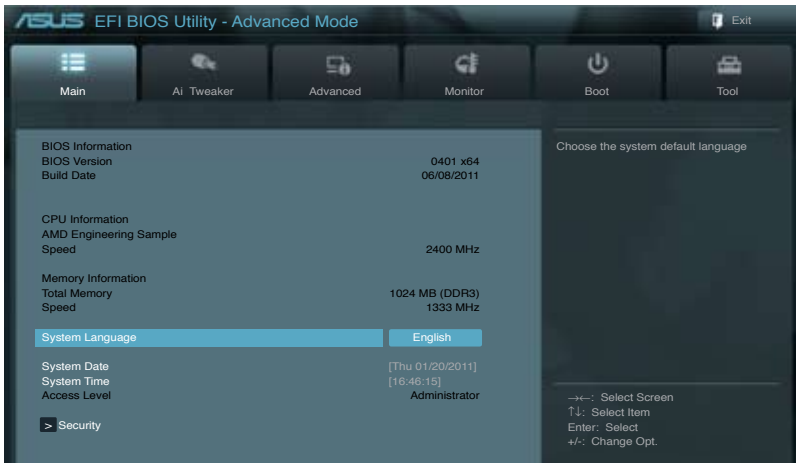 ASUS EFI BIOS Utility - Advanced Mode
Exit
Main
Ai Tweaker
Advanced
Monitor
Boot
Tool
BIOS Information
BIOS Version 0401 x64
Build Date 06/08/2011
CPU Information
AMD Engineering Sample
Speed 2400 MHz
Memory Information
Total Memory 1024 MB (DDR3)
Speed 1333 MHz
System Language English
System Date [Thu 01/20/2011]
System Time [16:46:15]
Access Level Administrator
> Security
Choose the system default language
→←: Select Screen
↑↓: Select Item
Enter: Select
+/-: Change Opt.